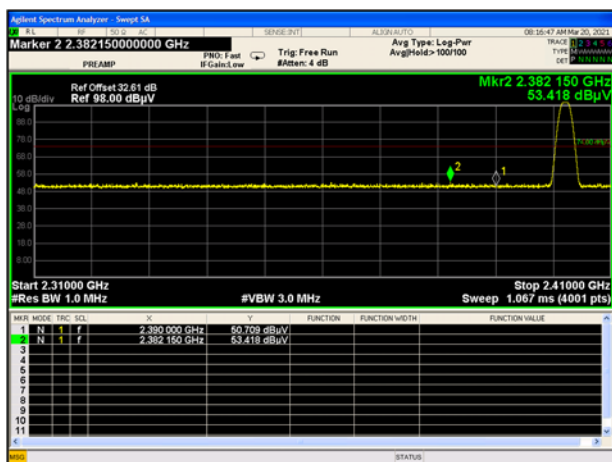 Agilent Spectrum Analyzer - Swept SA
RL RF 50 Ω AC SENSE:INT ALIGN AUTO 08:16:47 AM Mar 20, 2021
Marker 2 2.382150000000 GHz
Avg Type: Log-Pwr
TRACE 1 2 3 4 5 6
PNO: Fast Trig: Free Run Avg|Hold:>100/100
TYPE
PREAMP IFGain:Low #Atten: 4 dB
DET P N N N N N
Mkr2 2.382 150 GHz
53.418 dBµV
Ref Offset 32.61 dB
10 dB/div Ref 98.00 dBµV
Log
88.0
78.0
74.00 dBµV
68.0
58.0
48.0
38.0
28.0
18.0
8.00
2
1
Start 2.31000 GHz Stop 2.41000 GHz
#Res BW 1.0 MHz #VBW 3.0 MHz Sweep 1.067 ms (4001 pts)
MKR MODE TRC SCL X Y FUNCTION FUNCTION WIDTH FUNCTION VALUE
1 N 1 f 2.390 000 GHz 50.709 dBµV
2 N 1 f 2.382 150 GHz 53.418 dBµV
3
4
5
6
7
8
9
10
11
MSG STATUS